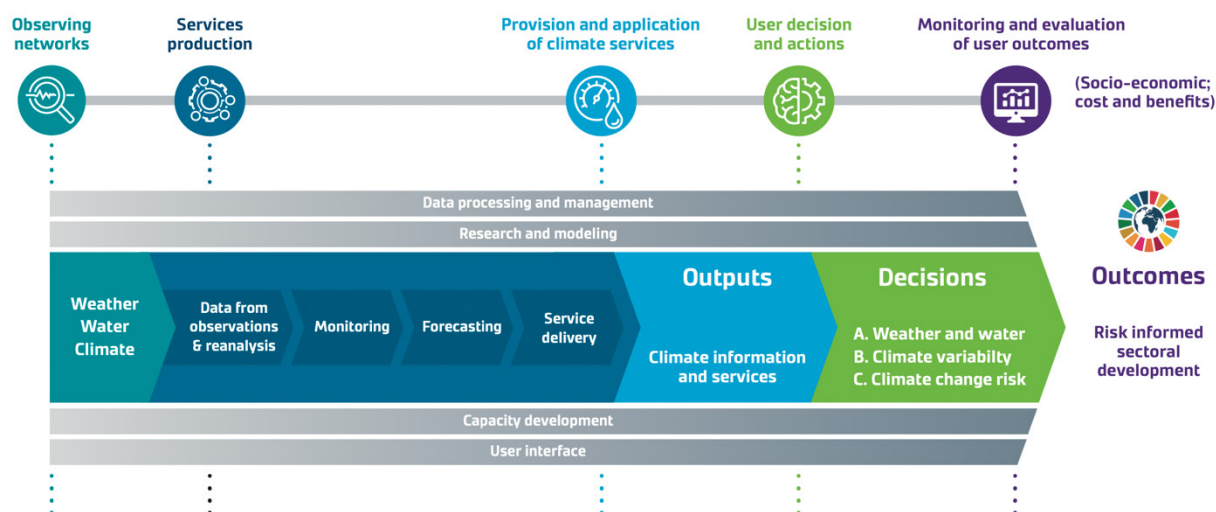 Observing
networks
Services
production
Provision and application
of climate services
User decision
and actions
Monitoring and evaluation
of user outcomes
(Socio-economic;
cost and benefits)
Data processing and management
Research and modeling
Weather
Water
Climate
Data from
observations
& reanalysis
Monitoring
Forecasting
Service
delivery
Outputs
Climate information
and services
Decisions
A. Weather and water
B. Climate variabilty
C. Climate change risk
Outcomes
Risk informed
sectoral
development
Capacity development
User interface